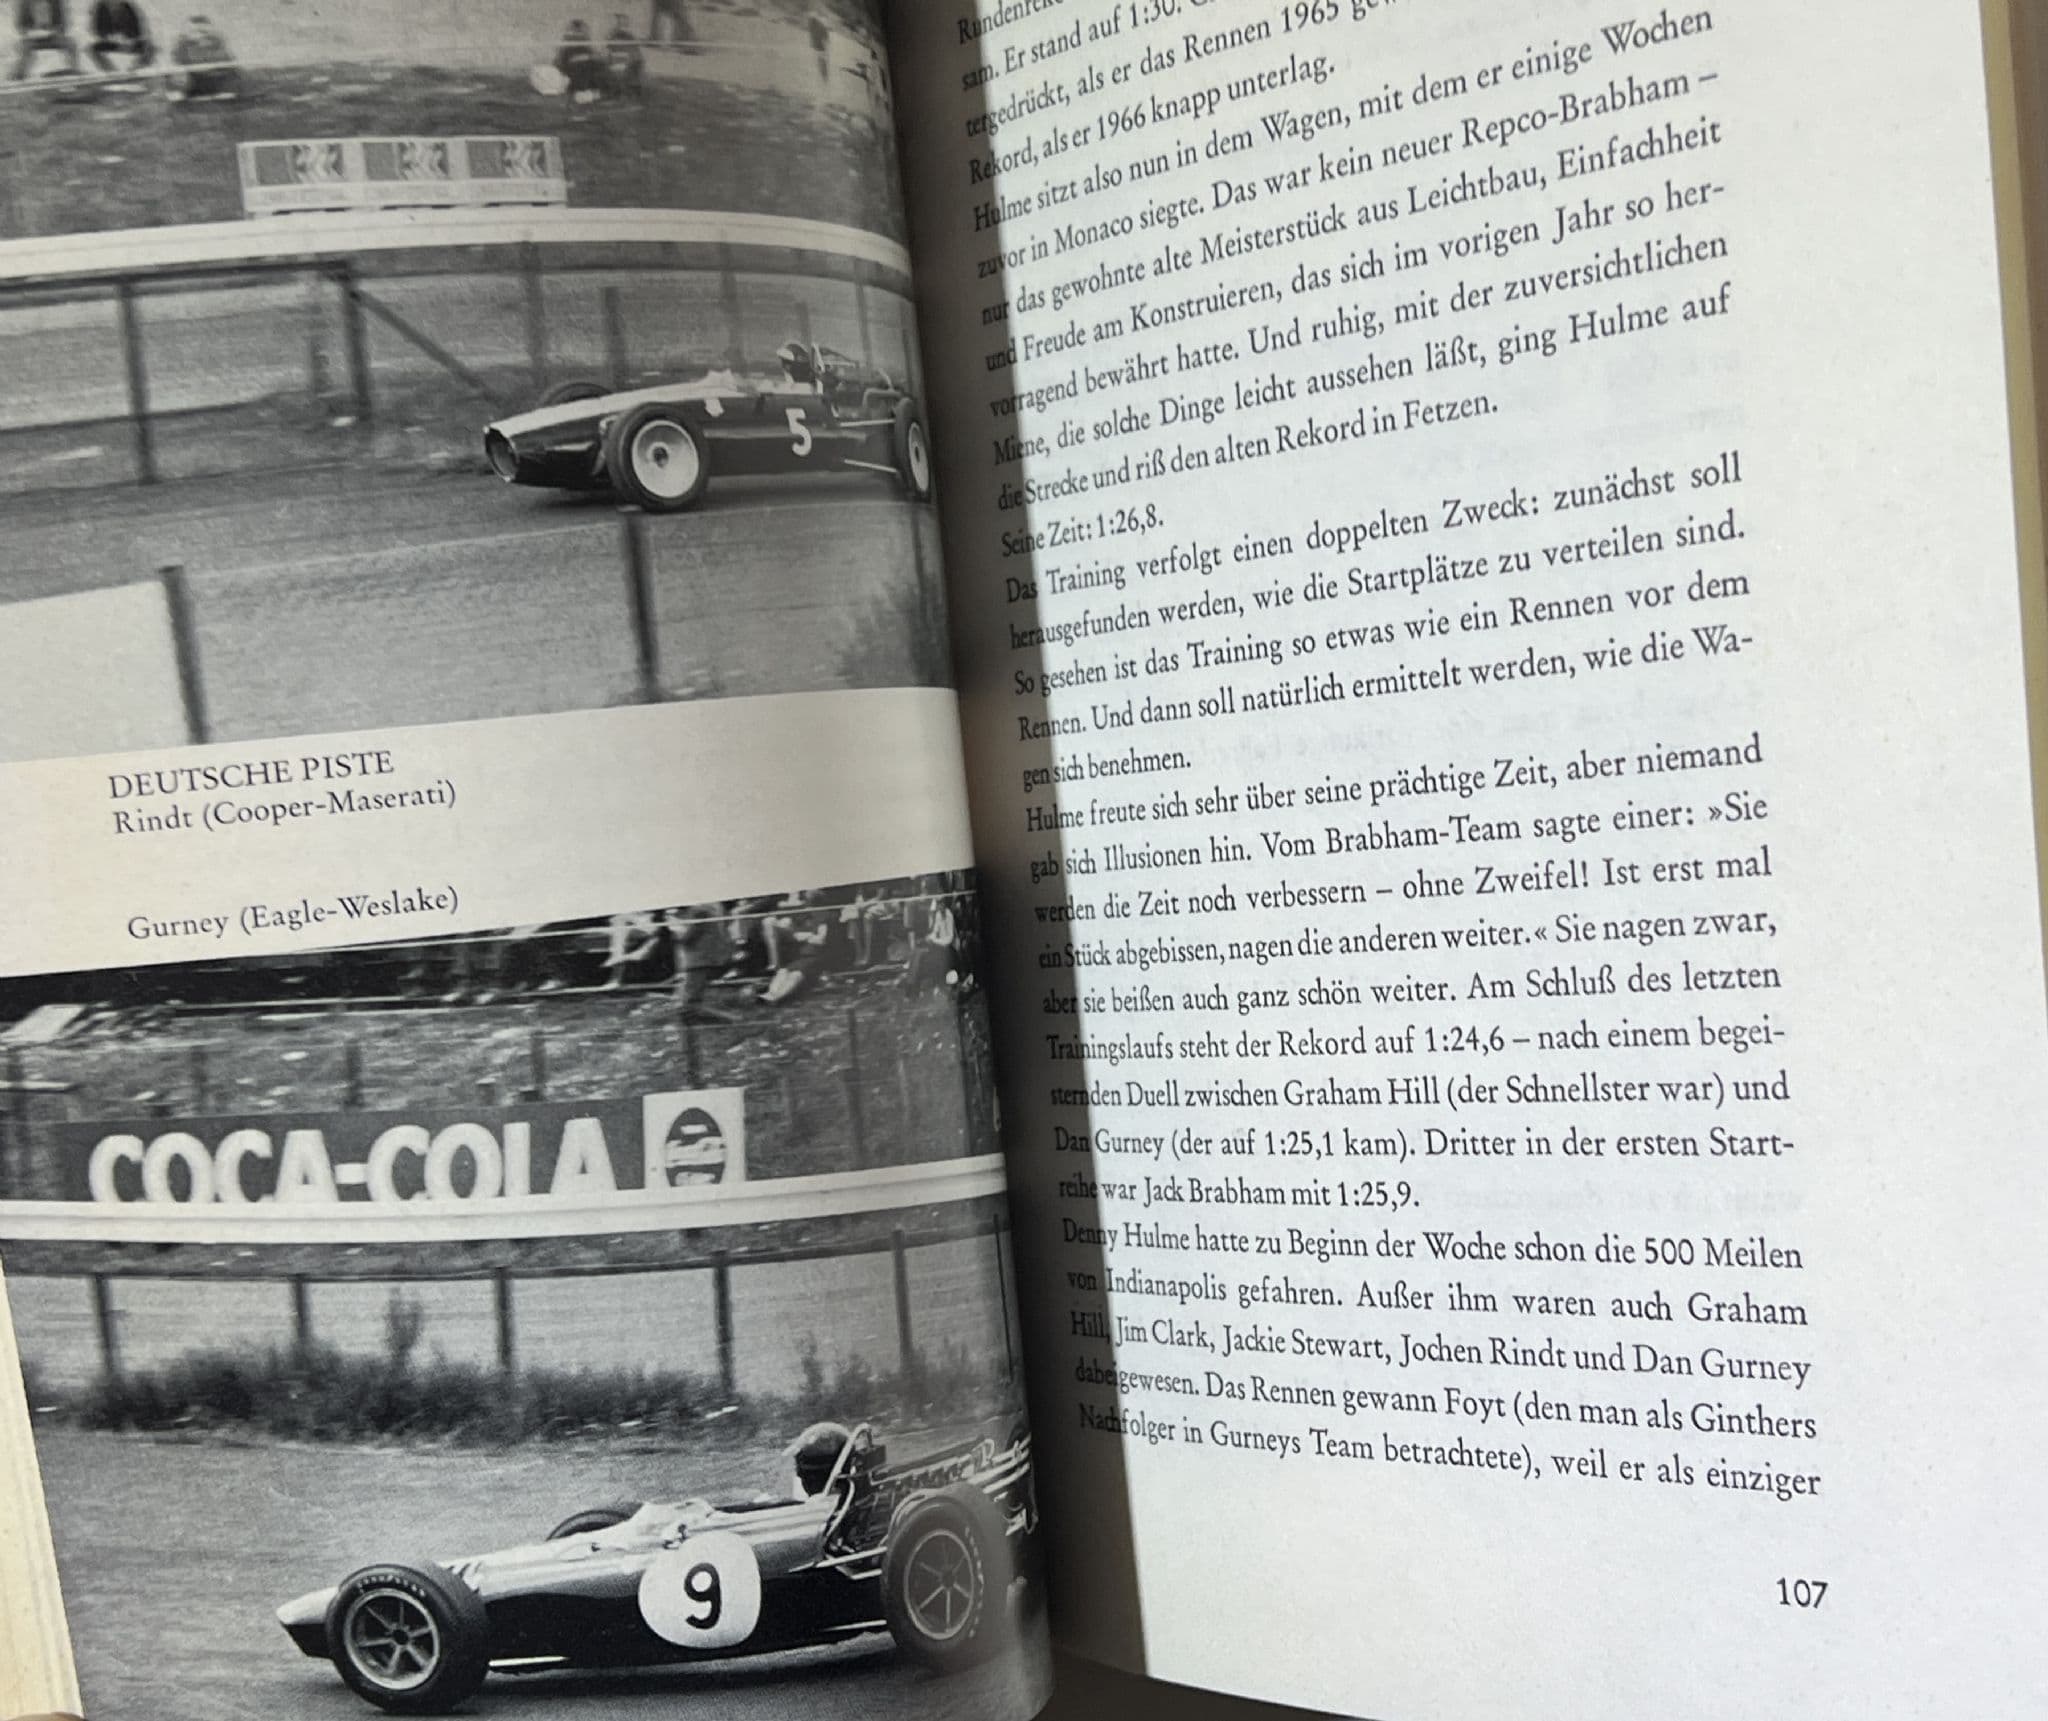 5
DEUTSCHE PISTE
Rindt (Cooper-Maserati)
Gurney (Eagle-Weslake)
COCA-COLA
9
sam. Er stand auf 1:30.
tergedrückt, als er das Rennen 1965
Rekord, als er 1966 knapp unterlag.
Hulme sitzt also nun in dem Wagen, mit dem er einige Wochen
zuvor in Monaco siegte. Das war kein neuer Repco-Brabham –
nur das gewohnte alte Meisterstück aus Leichtbau, Einfachheit
und Freude am Konstruieren, das sich im vorigen Jahr so her-
vorragend bewährt hatte. Und ruhig, mit der zuversichtlichen
Miene, die solche Dinge leicht aussehen läßt, ging Hulme auf
die Strecke und riß den alten Rekord in Fetzen.
Seine Zeit: 1:26,8.
Das Training verfolgt einen doppelten Zweck: zunächst soll
herausgefunden werden, wie die Startplätze zu verteilen sind.
So gesehen ist das Training so etwas wie ein Rennen vor dem
Rennen. Und dann soll natürlich ermittelt werden, wie die Wa-
gen sich benehmen.
Hulme freute sich sehr über seine prächtige Zeit, aber niemand
gab sich Illusionen hin. Vom Brabham-Team sagte einer: »Sie
werden die Zeit noch verbessern – ohne Zweifel! Ist erst mal
ein Stück abgebissen, nagen die anderen weiter.« Sie nagen zwar,
aber sie beißen auch ganz schön weiter. Am Schluß des letzten
Trainingslaufs steht der Rekord auf 1:24,6 – nach einem begei-
sternden Duell zwischen Graham Hill (der Schnellster war) und
Dan Gurney (der auf 1:25,1 kam). Dritter in der ersten Start-
reihe war Jack Brabham mit 1:25,9.
Denny Hulme hatte zu Beginn der Woche schon die 500 Meilen
von Indianapolis gefahren. Außer ihm waren auch Graham
Hill, Jim Clark, Jackie Stewart, Jochen Rindt und Dan Gurney
dabeigewesen. Das Rennen gewann Foyt (den man als Ginthers
Nachfolger in Gurneys Team betrachtete), weil er als einziger
107